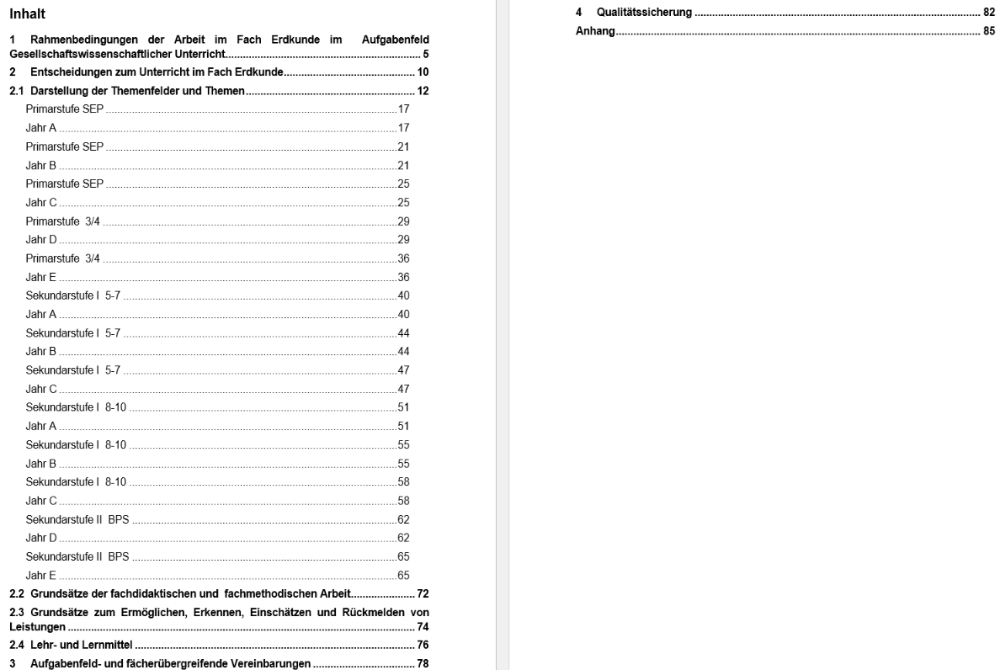 Inhalt
1 Rahmenbedingungen der Arbeit im Fach Erdkunde im Aufgabenfeld
Gesellschaftswissenschaftlicher Unterricht 5
2 Entscheidungen zum Unterricht im Fach Erdkunde 10
2.1 Darstellung der Themenfelder und Themen 12
Primarstufe SEP 17
Jahr A 17
Primarstufe SEP 21
Jahr B 21
Primarstufe SEP 25
Jahr C 25
Primarstufe 3/4 29
Jahr D 29
Primarstufe 3/4 36
Jahr E 36
Sekundarstufe I 5-7 40
Jahr A 40
Sekundarstufe I 5-7 44
Jahr B 44
Sekundarstufe I 5-7 47
Jahr C 47
Sekundarstufe I 8-10 51
Jahr A 51
Sekundarstufe I 8-10 55
Jahr B 55
Sekundarstufe I 8-10 58
Jahr C 58
Sekundarstufe II BPS 62
Jahr D 62
Sekundarstufe II BPS 65
Jahr E 65
2.2 Grundsätze der fachdidaktischen und fachmethodischen Arbeit 72
2.3 Grundsätze zum Ermöglichen, Erkennen, Einschätzen und Rückmelden von
Leistungen 74
2.4 Lehr- und Lernmittel 76
3 Aufgabenfeld- und fächerübergreifende Vereinbarungen 78
4 Qualitätssicherung 82
Anhang 85